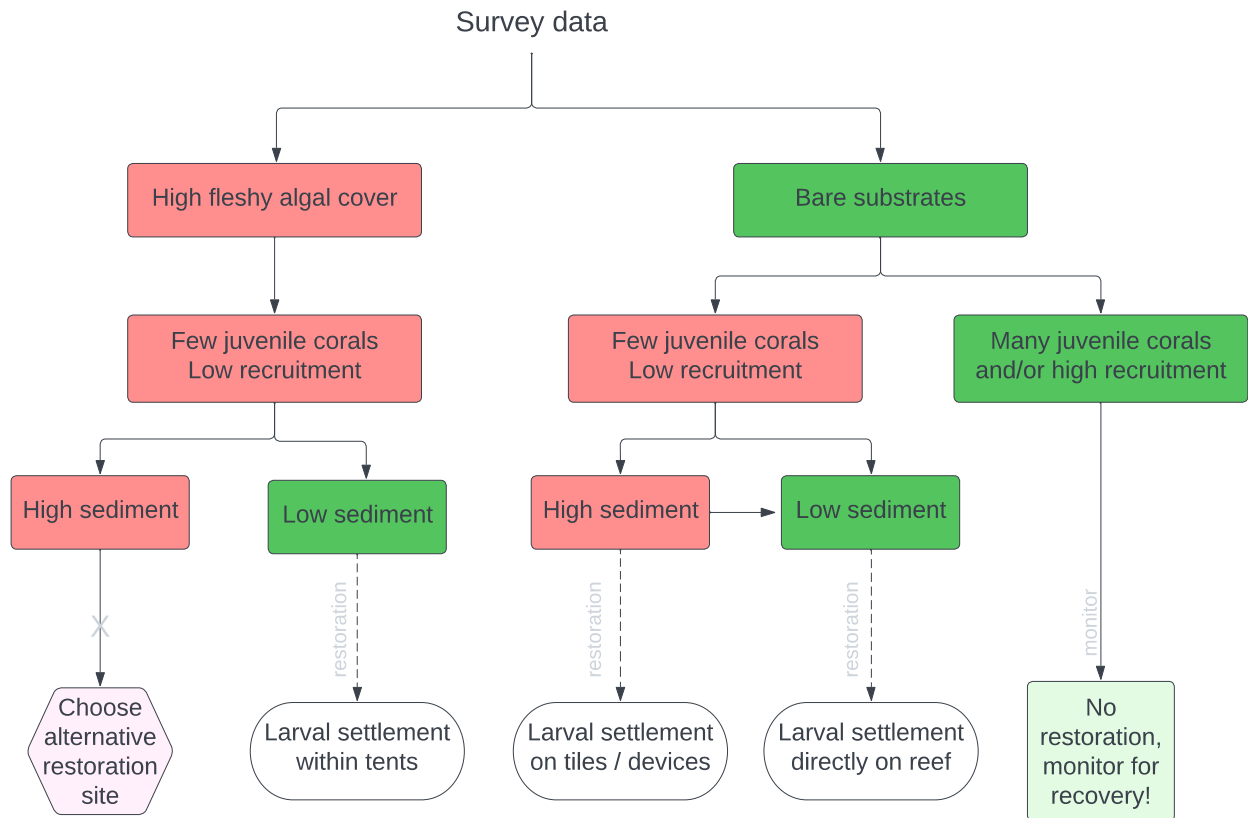 Survey data
High fleshy algal cover
Bare substrates
Few juvenile corals
Low recruitment
Few juvenile corals
Low recruitment
Many juvenile corals
and/or high recruitment
High sediment
Low sediment
High sediment
Low sediment
X
restoration
restoration
restoration
monitor
Choose
alternative
restoration
site
Larval settlement
within tents
Larval settlement
on tiles / devices
Larval settlement
directly on reef
No
restoration,
monitor for
recovery!